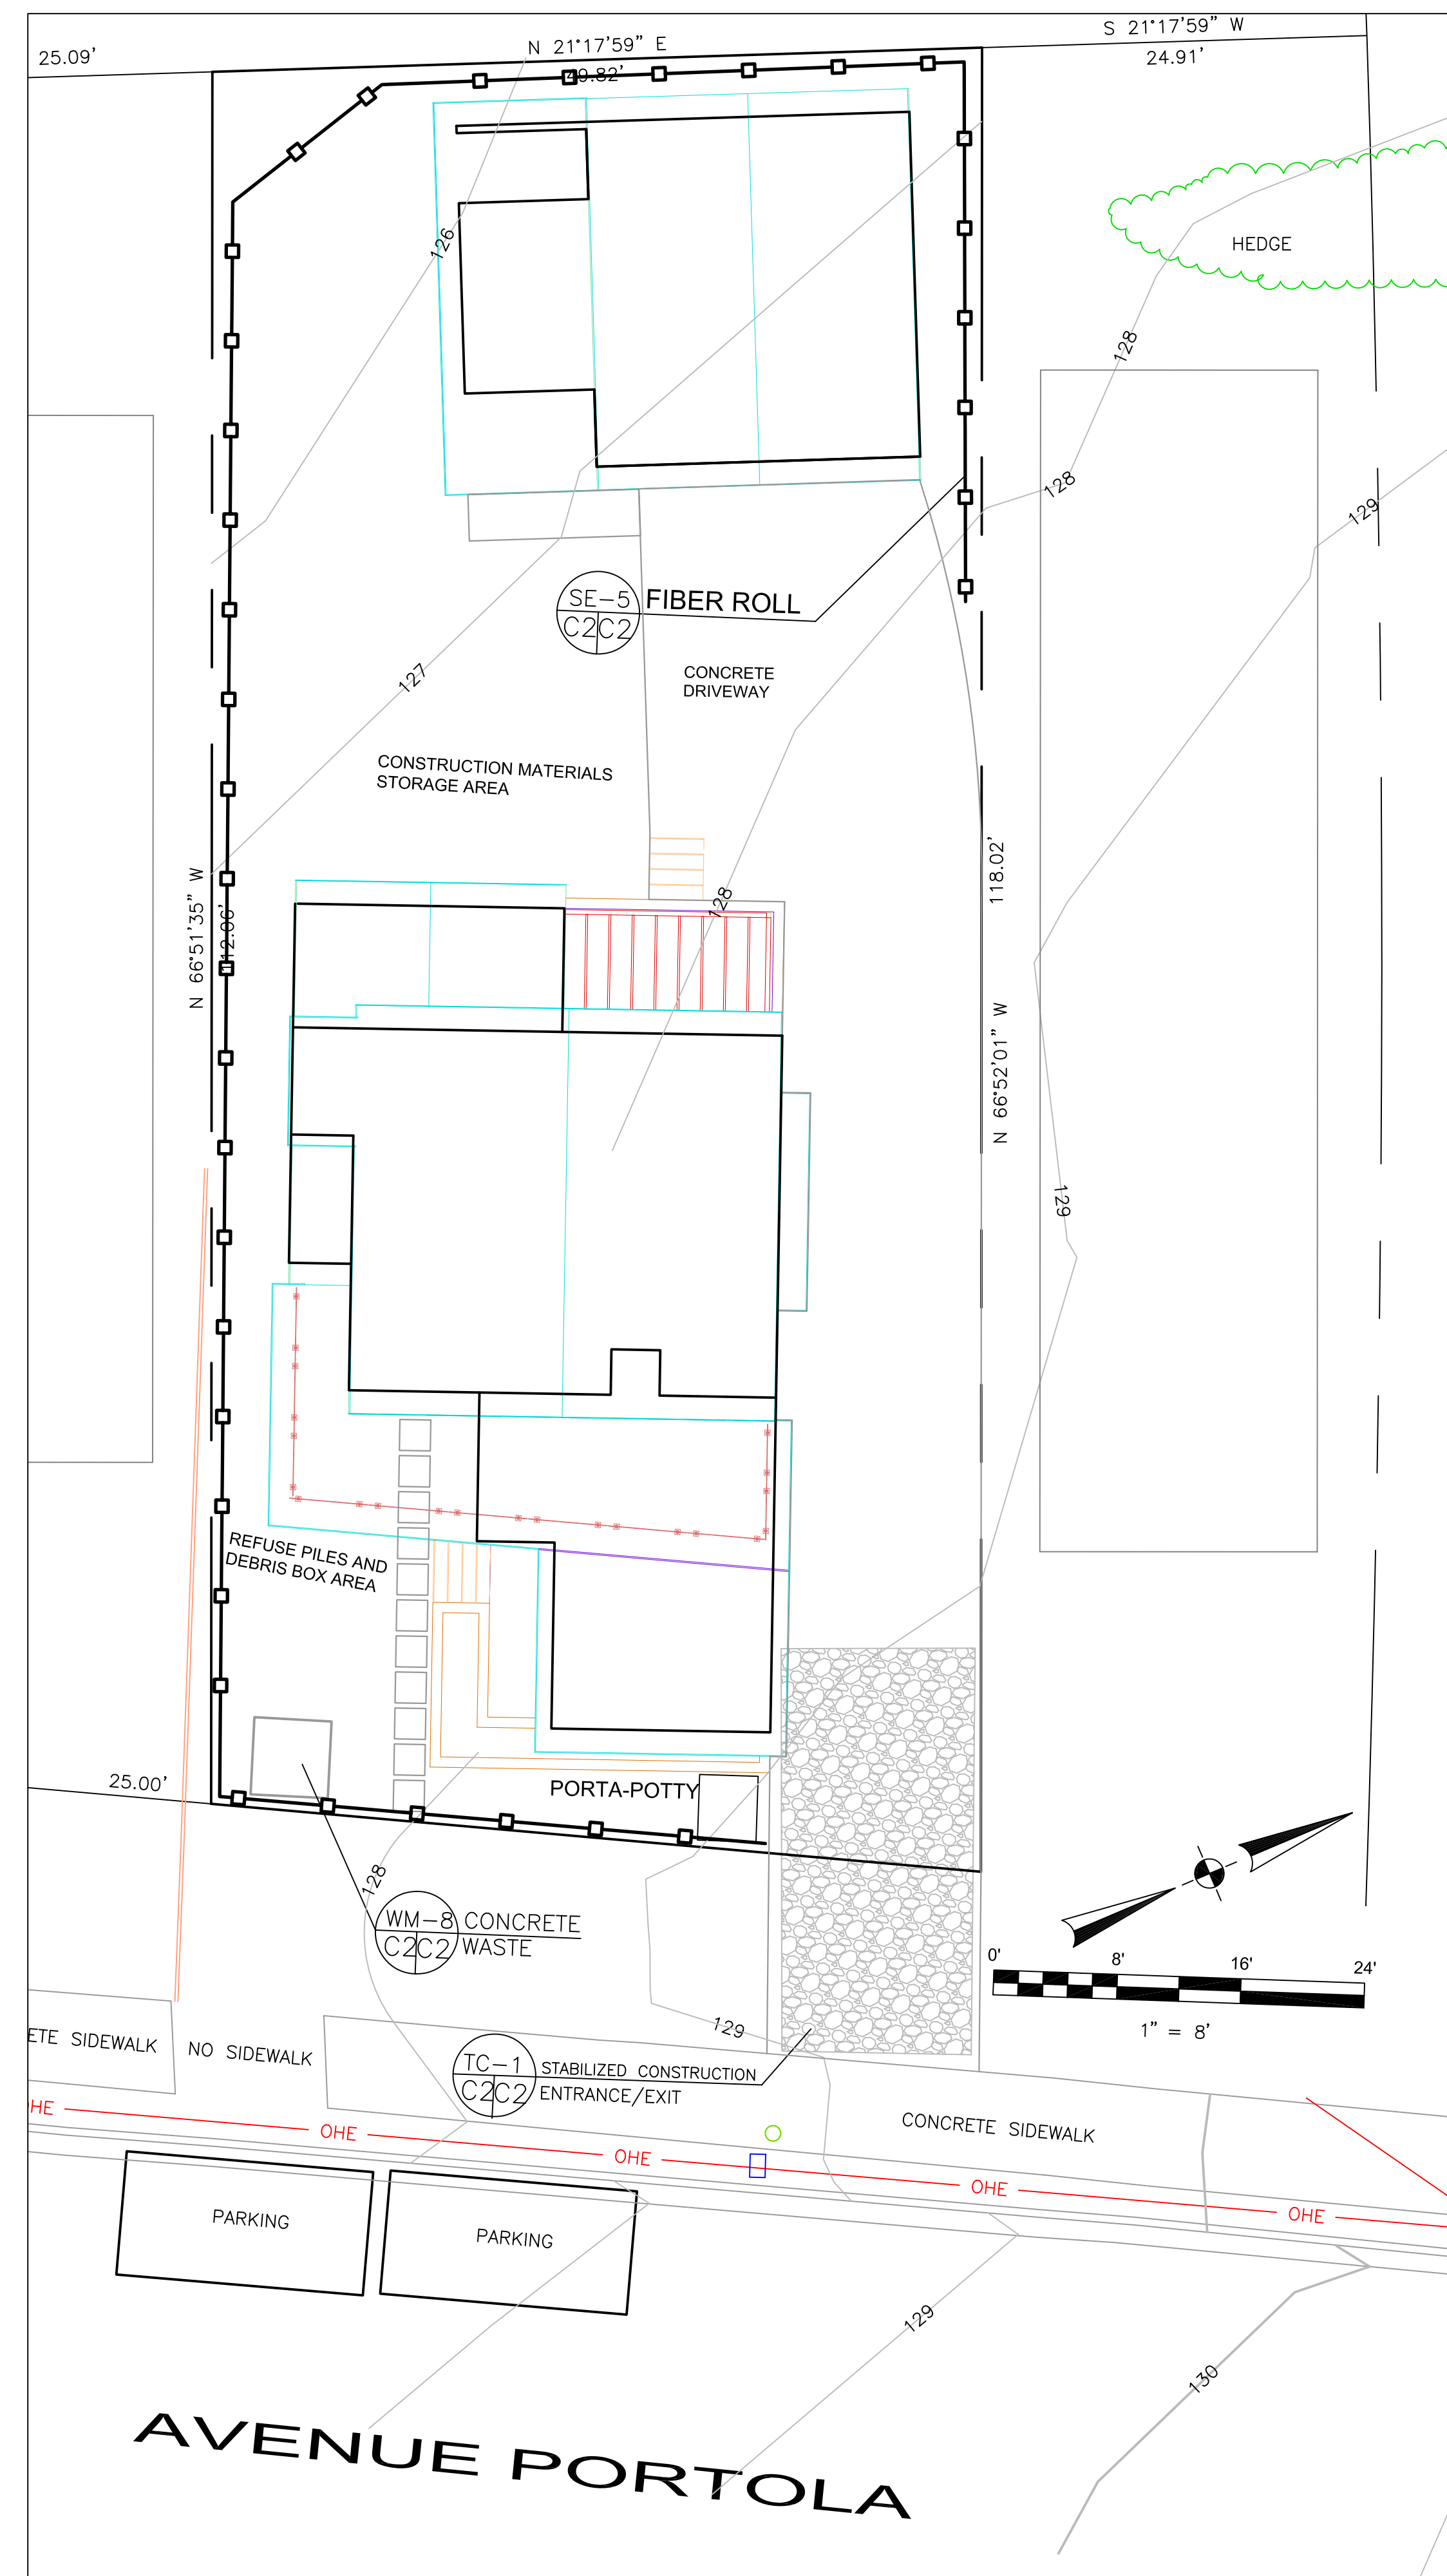 S 21°17'59" W
N 21°17'59" E
25.09'
24.91'
49.82'
HEDGE
126
128
128
129
SE-5
C2 C2
FIBER ROLL
127
CONCRETE
DRIVEWAY
CONSTRUCTION MATERIALS
STORAGE AREA
118.02'
N 66°51'35" W
112.06'
128
N 66°52'01" W
129
REFUSE PILES AND
DEBRIS BOX AREA
25.00'
PORTA-POTTY
128
WM-8
C2 C2
CONCRETE
WASTE
0' 8' 16' 24'
1" = 8'
129
ETE SIDEWALK
NO SIDEWALK
TC-1
C2 C2
STABILIZED CONSTRUCTION
ENTRANCE/EXIT
CONCRETE SIDEWALK
HE
OHE
OHE
OHE
OHE
PARKING
PARKING
129
130
AVENUE PORTOLA